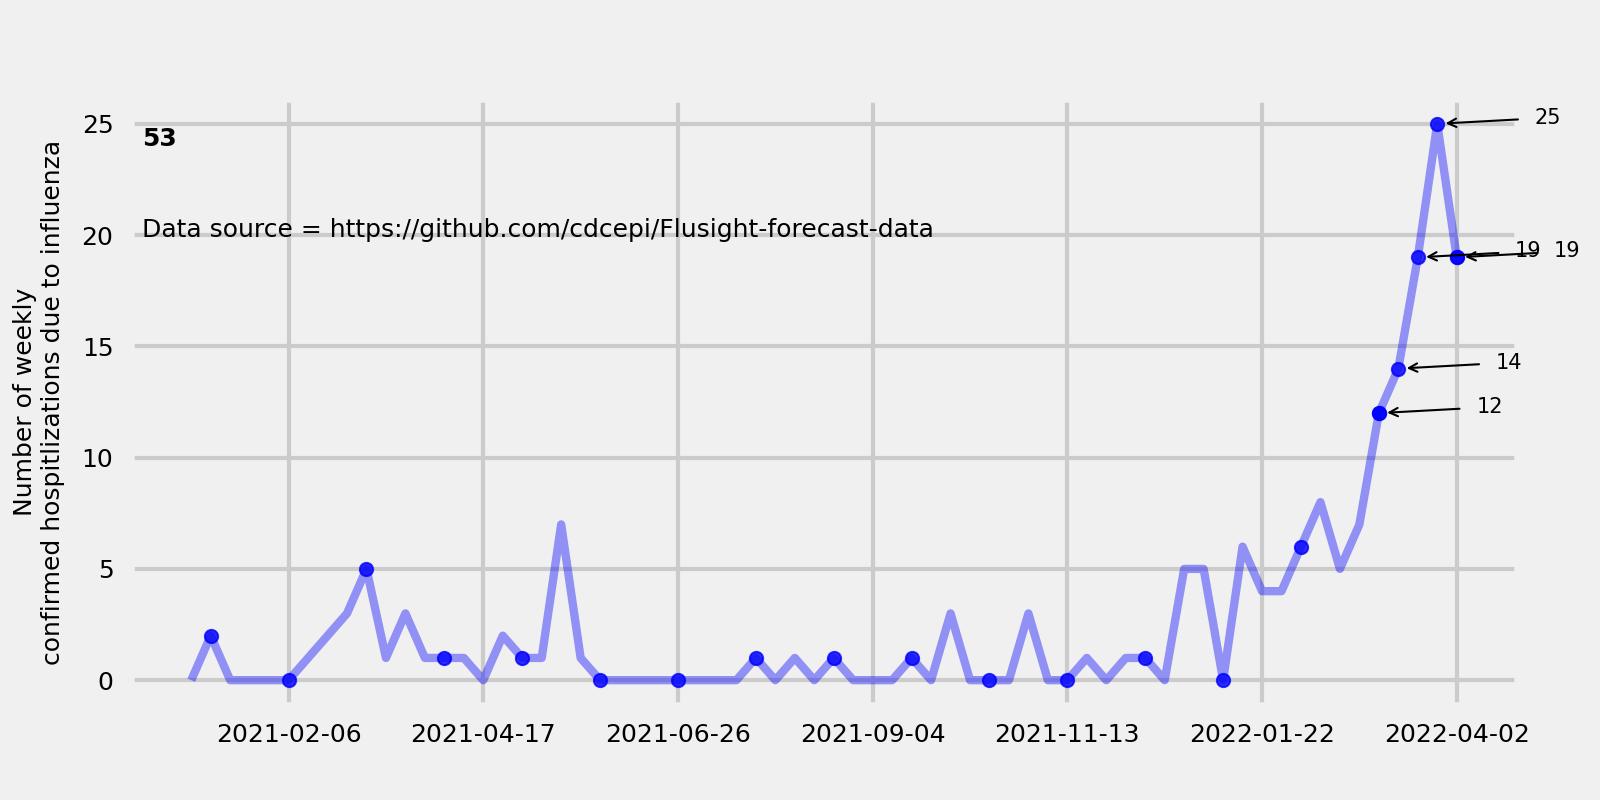 Number of weekly
confirmed hospitlizations due to influenza
25
20
15
10
5
0
53
Data source = https://github.com/cdcepi/Flusight-forecast-data
25
19 19
14
12
2021-02-06 2021-04-17 2021-06-26 2021-09-04 2021-11-13 2022-01-22 2022-04-02